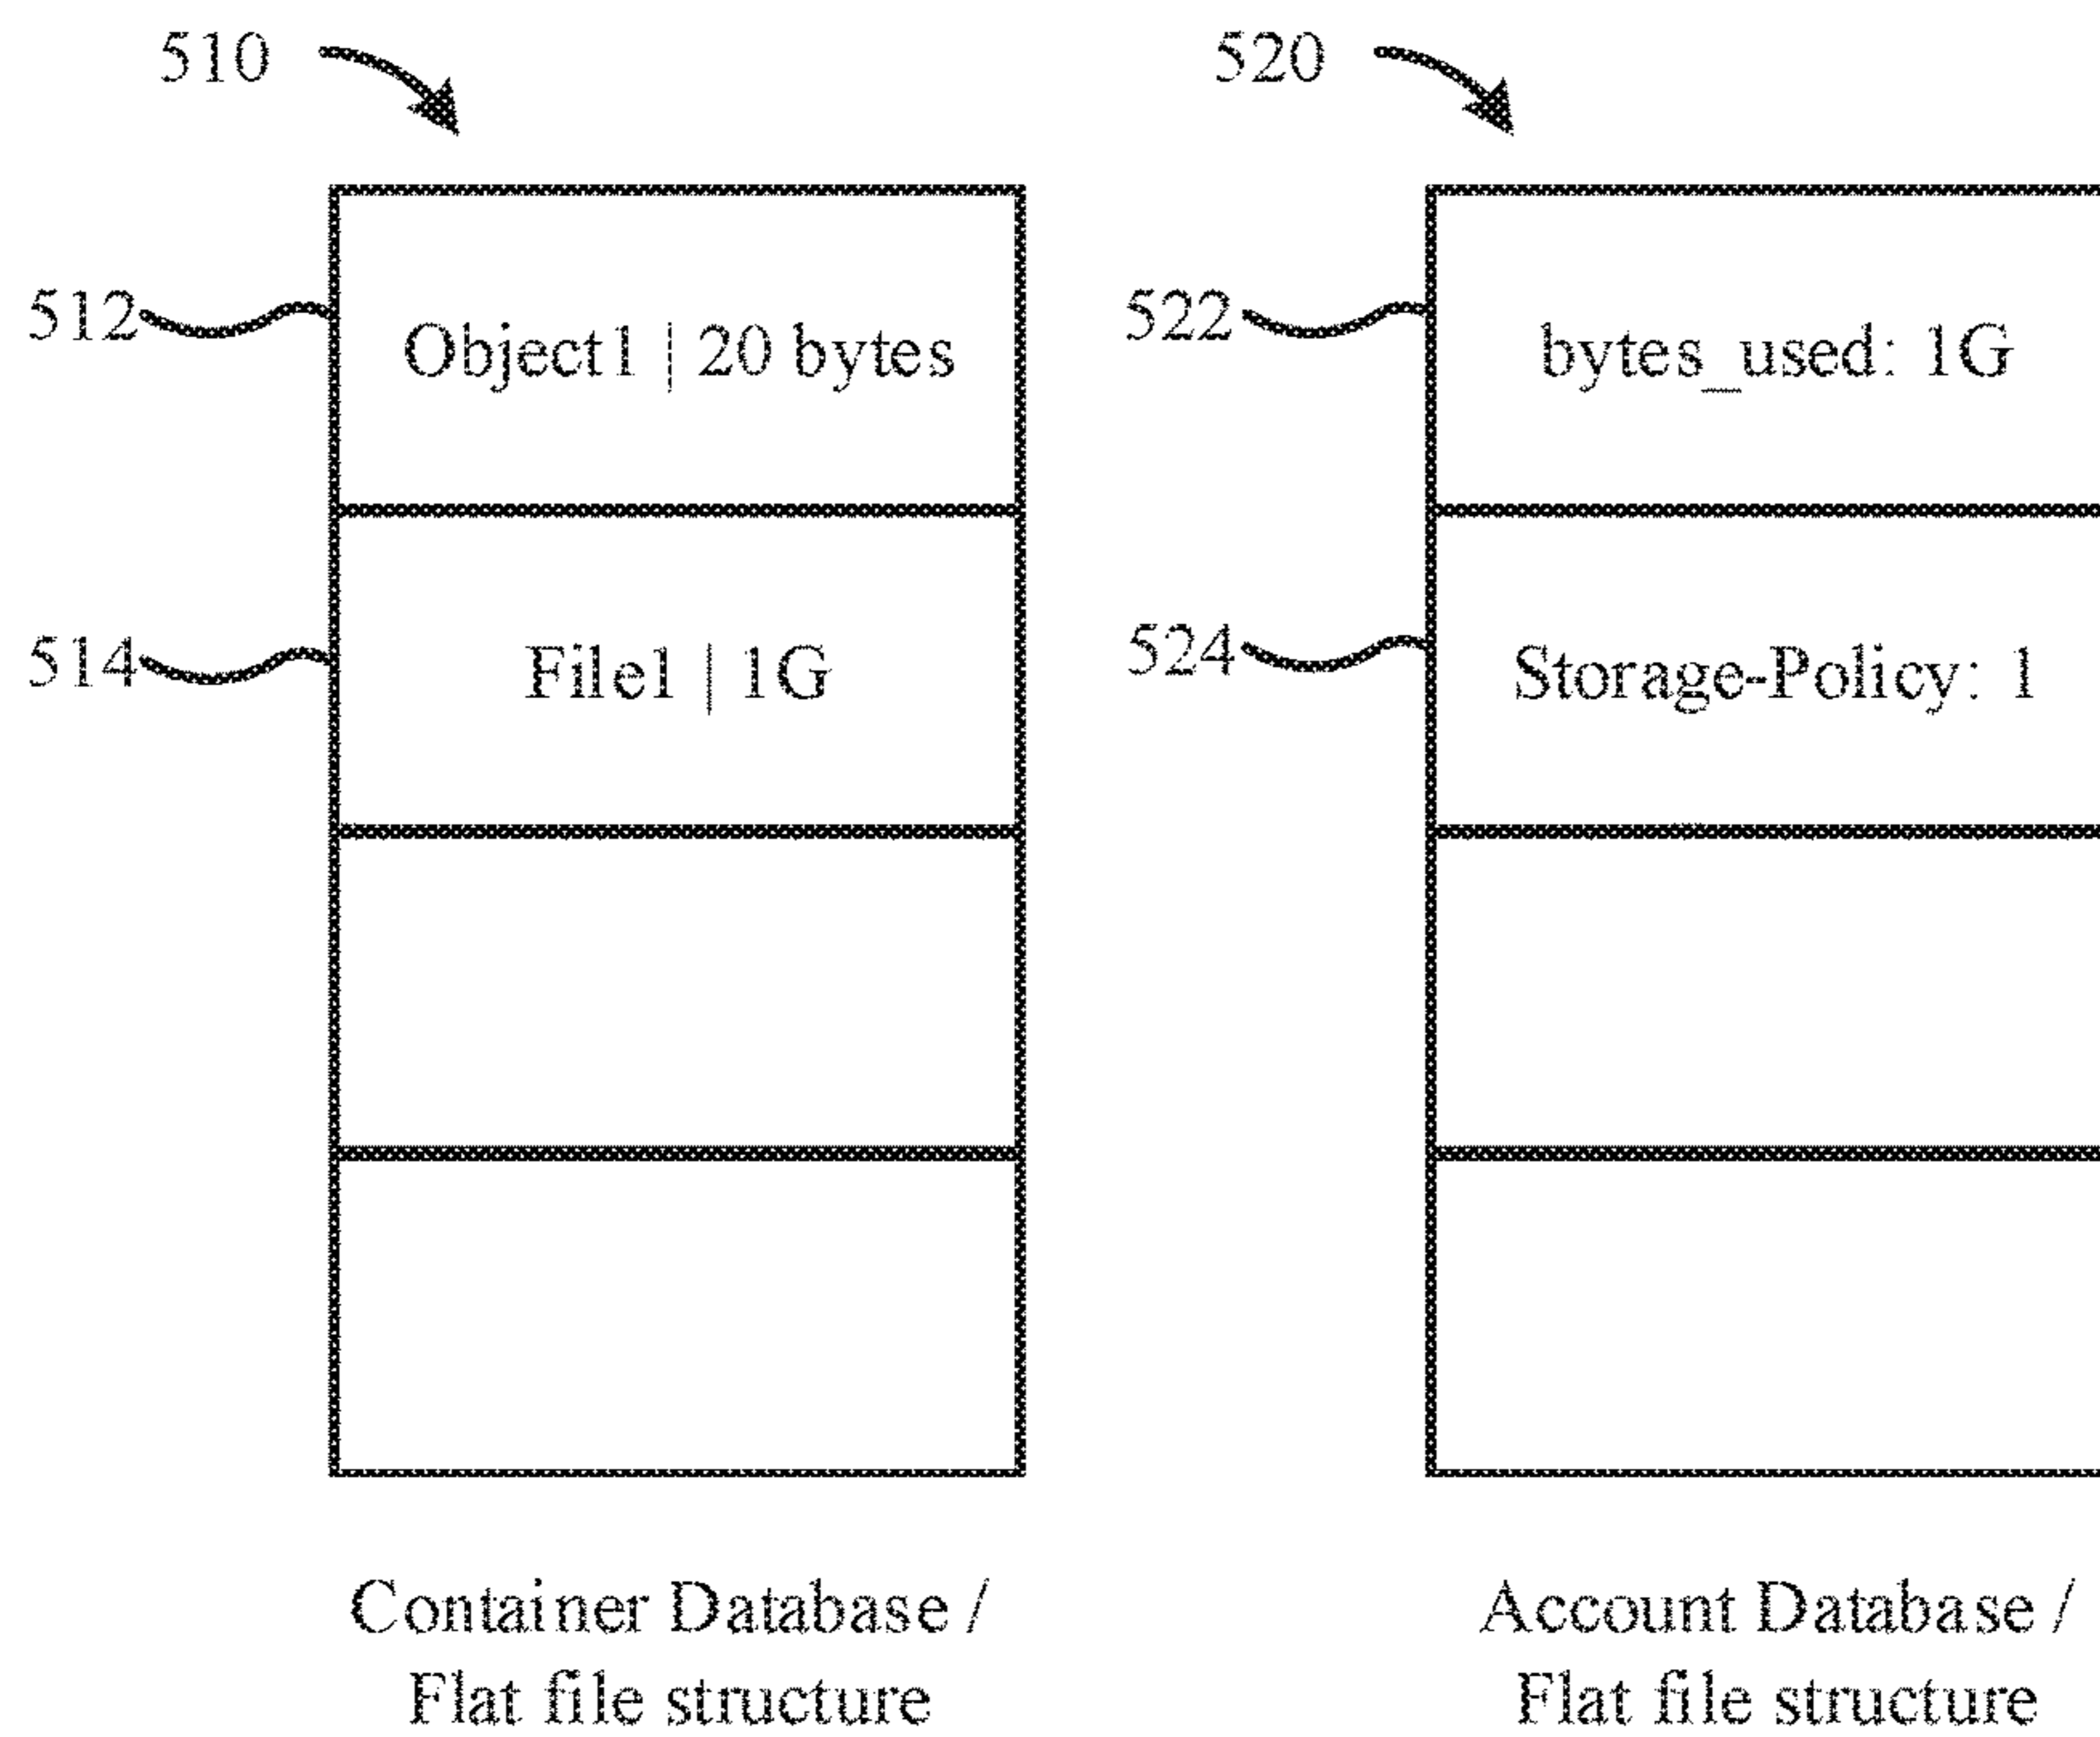 510
520
512
Object1 | 20 bytes
522
bytes_used: 1G
514
File1 | 1G
524
Storage-Policy: 1
Container Database /
Flat file structure
Account Database /
Flat file structure